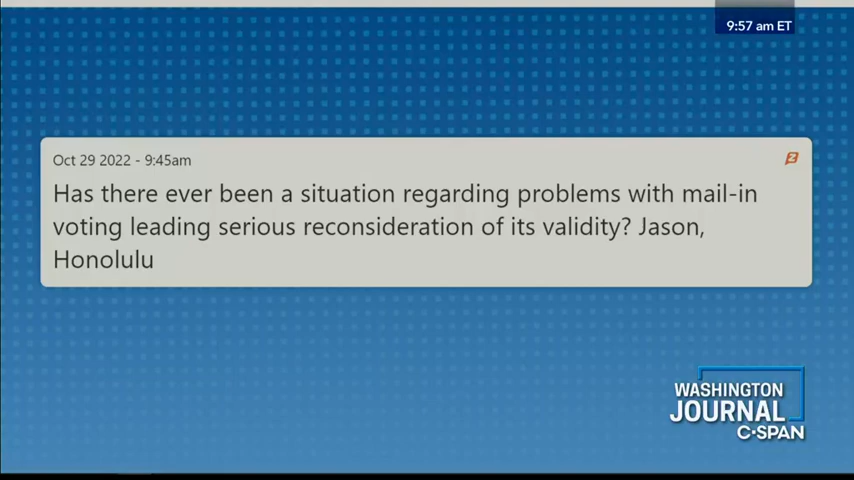 9:57 am ET
Oct 29 2022 - 9:45am
Has there ever been a situation regarding problems with mail-in
voting leading serious reconsideration of its validity? Jason,
Honolulu
WASHINGTON
JOURNAL
C-SPAN